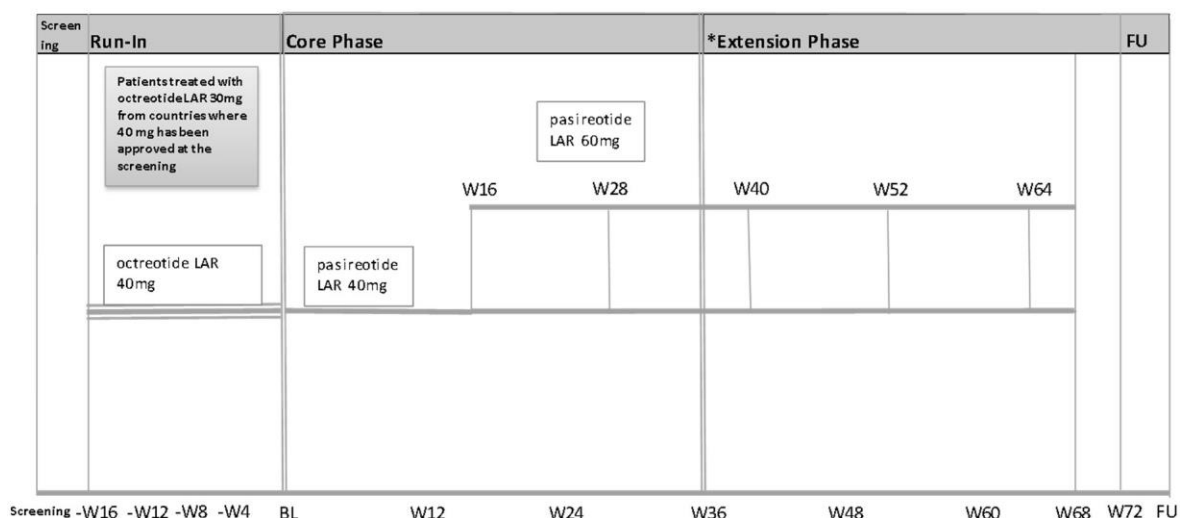 Screen
ing
Run-In
Core Phase
*Extension Phase
FU
Patients treated with
octreotide LAR 30mg
from countries where
40 mg has been
approved at the
screening
pasireotide
LAR 60mg
W16 W28 W40 W52 W64
octreotide LAR
40mg
pasireotide
LAR 40mg
Screening -W16 -W12 -W8 -W4 BL W12 W24 W36 W48 W60 W68 W72 FU